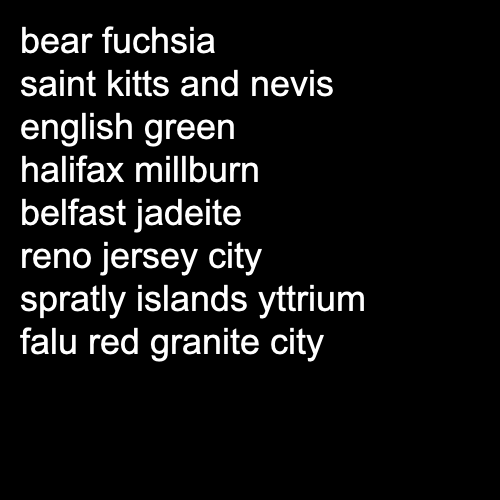 bear fuchsia
saint kitts and nevis
english green
halifax millburn
belfast jadeite
reno jersey city
spratly islands yttrium
falu red granite city